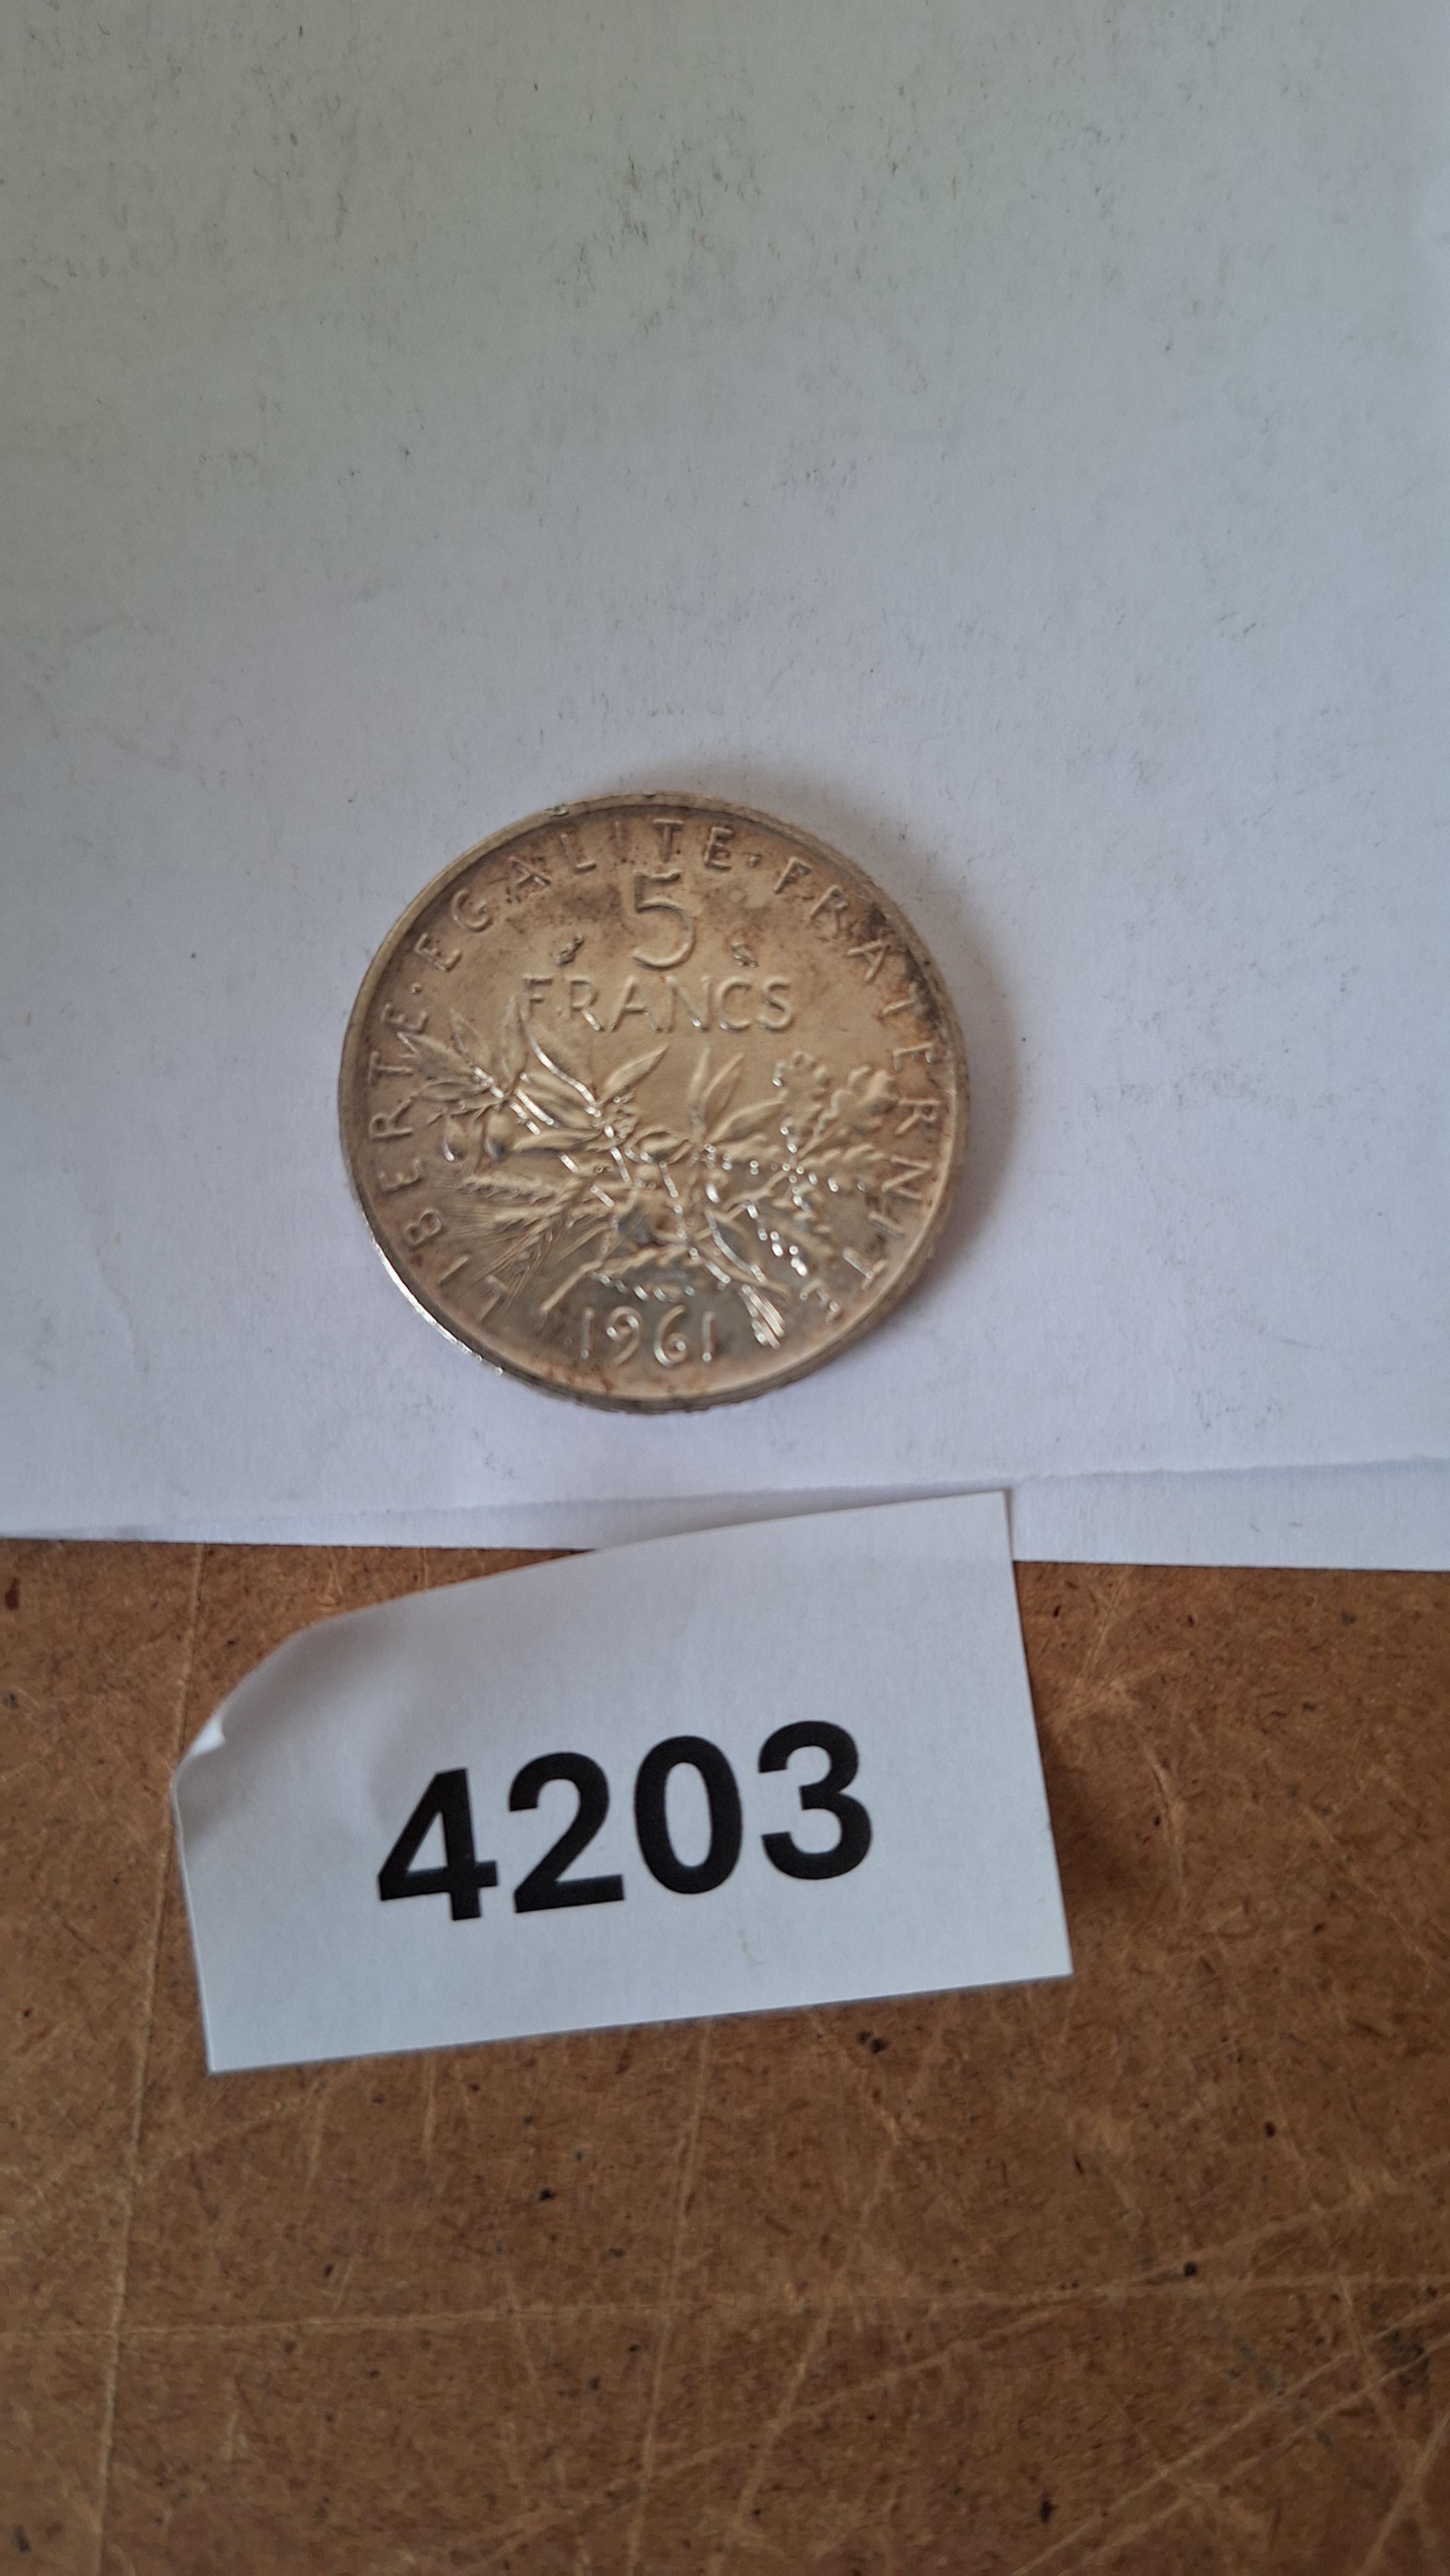 LIBERTE · EGALITE · FRATERNITE
5
FRANCS
1961
4203